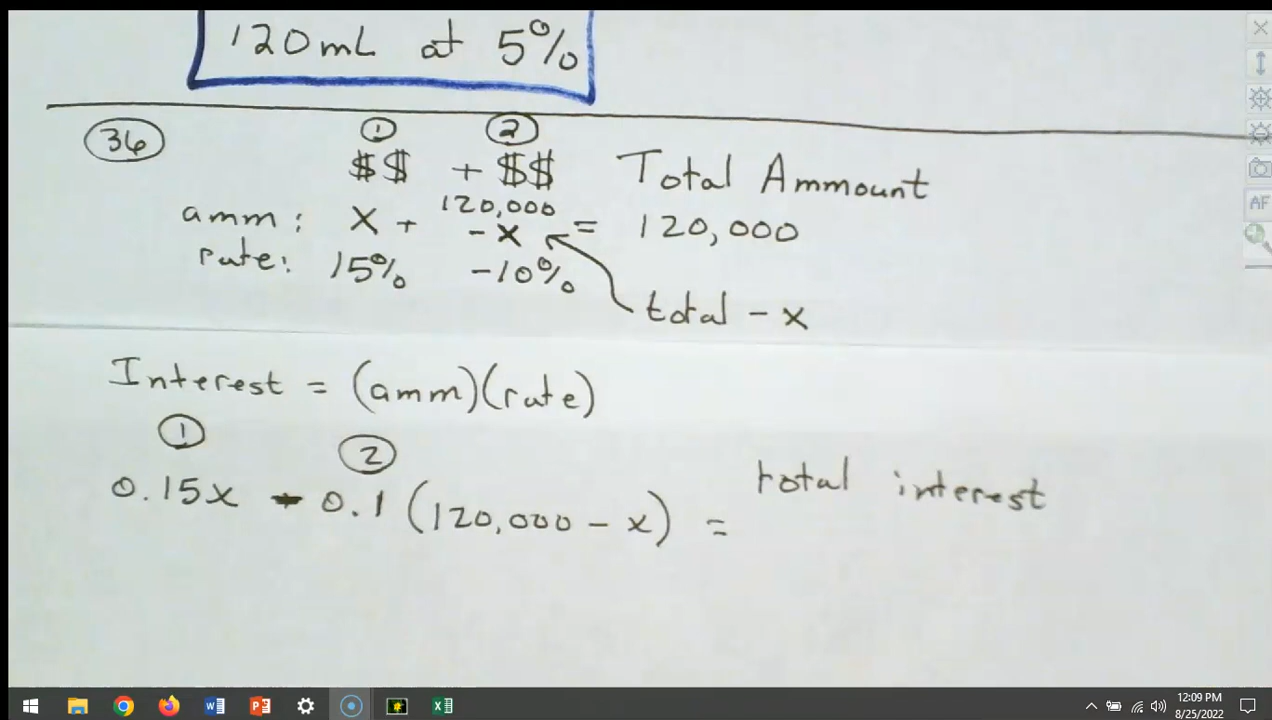 120mL at 5%
36 ① ②
$$ + $$ Total Ammount
amm: X + 120,000 - X = 120,000
rate: 15% -10%
total - x
Interest = (amm)(rate)
① ②
0.15x - 0.1 (120,000 - x) = total interest
AF
12:09 PM
8/25/2022